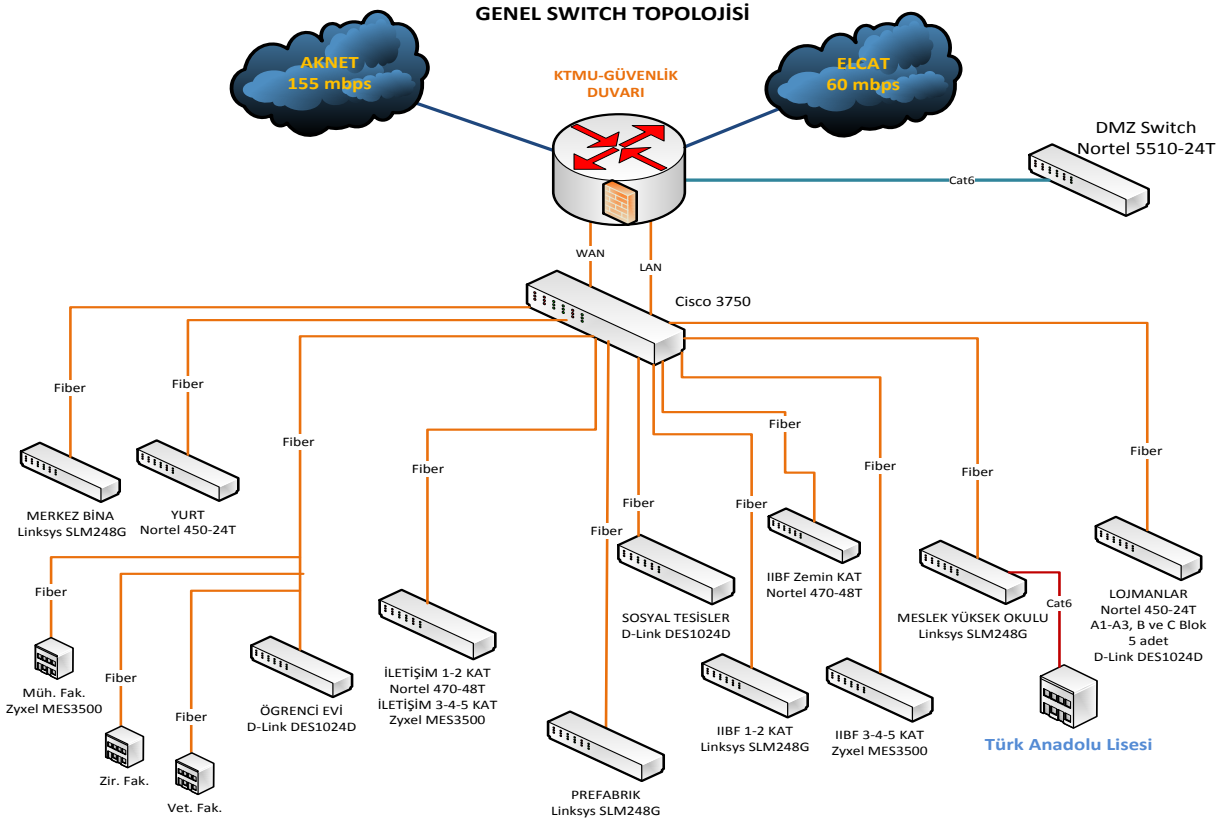 GENEL SWITCH TOPOLOJİSİ
AKNET
155 mbps
KTMU-GÜVENLİK
DUVARI
ELCAT
60 mbps
DMZ Switch
Nortel 5510-24T
Cat6
WAN
LAN
Cisco 3750
Fiber
Fiber
Fiber
Fiber
Fiber
Fiber
Fiber
Fiber
Fiber
Fiber
Fiber
MERKEZ BİNA
Linksys SLM248G
YURT
Nortel 450-24T
Fiber
Müh. Fak.
Zyxel MES3500
Fiber
Zir. Fak.
Fiber
Vet. Fak.
ÖGRENCİ EVİ
D-Link DES1024D
İLETİŞİM 1-2 KAT
Nortel 470-48T
İLETİŞİM 3-4-5 KAT
Zyxel MES3500
PREFABRIK
Linksys SLM248G
SOSYAL TESİSLER
D-Link DES1024D
IIBF Zemin KAT
Nortel 470-48T
IIBF 1-2 KAT
Linksys SLM248G
IIBF 3-4-5 KAT
Zyxel MES3500
MESLEK YÜKSEK OKULU
Linksys SLM248G
Cat6
Türk Anadolu Lisesi
LOJMANLAR
Nortel 450-24T
A1-A3, B ve C Blok
5 adet
D-Link DES1024D